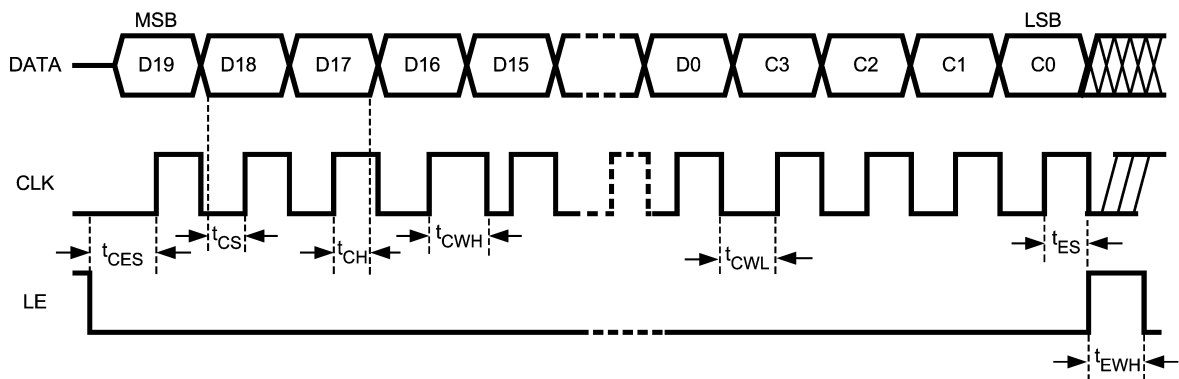 MSB LSB
DATA D19 D18 D17 D16 D15 D0 C3 C2 C1 C0
CLK
tCES tCS tCH tCWH tCWL tES
LE
tEWH